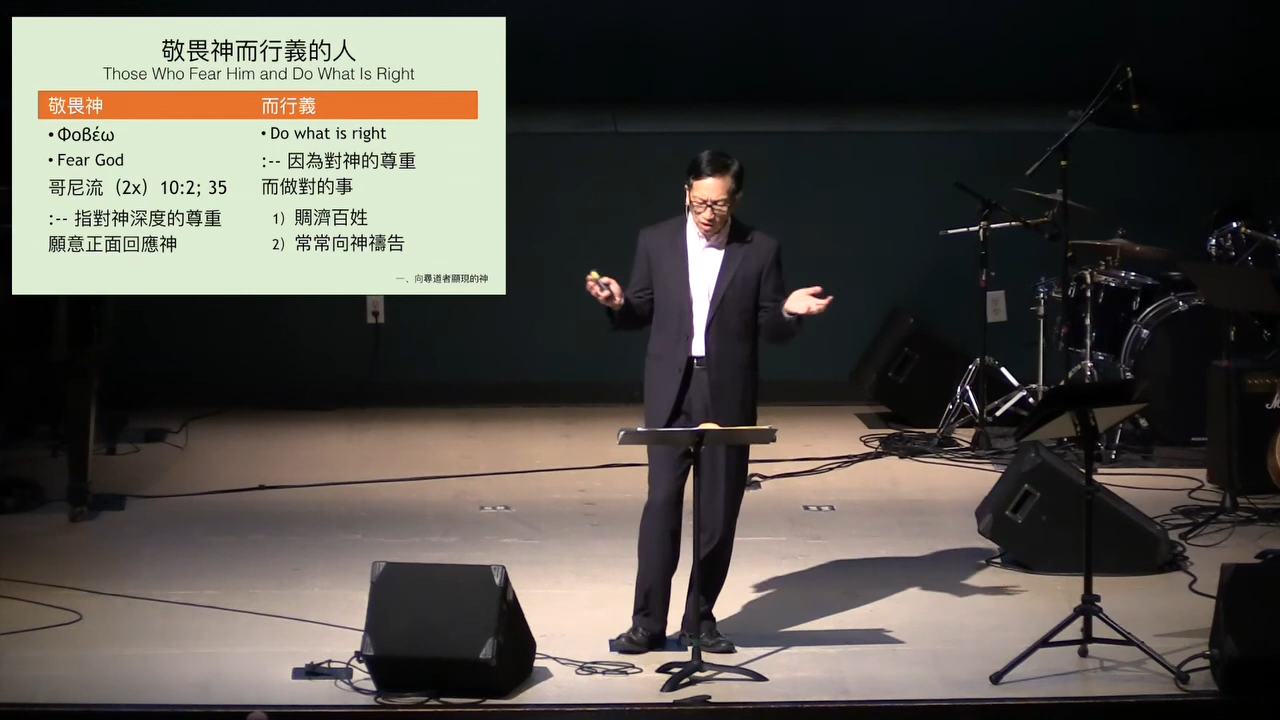 敬畏神而行義的人
Those Who Fear Him and Do What Is Right
敬畏神
而行義
• Φοβέω
• Fear God
哥尼流（2x）10:2; 35
:-- 指對神深度的尊重
願意正面回應神
• Do what is right
:-- 因為對神的尊重
而做對的事
1) 賙濟百姓
2) 常常向神禱告
一、向尋道者顯現的神